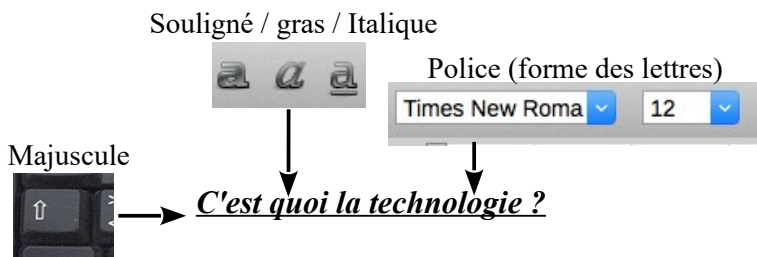 Souligné / gras / Italique
a a a
Police (forme des lettres)
Times New Roma 12
Majuscule
C'est quoi la technologie ?